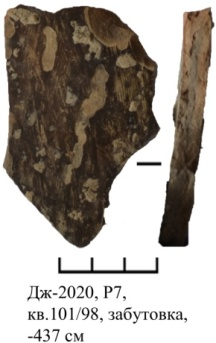 Дж-2020, Р7,
кв.101/98, забутовка,
-437 см